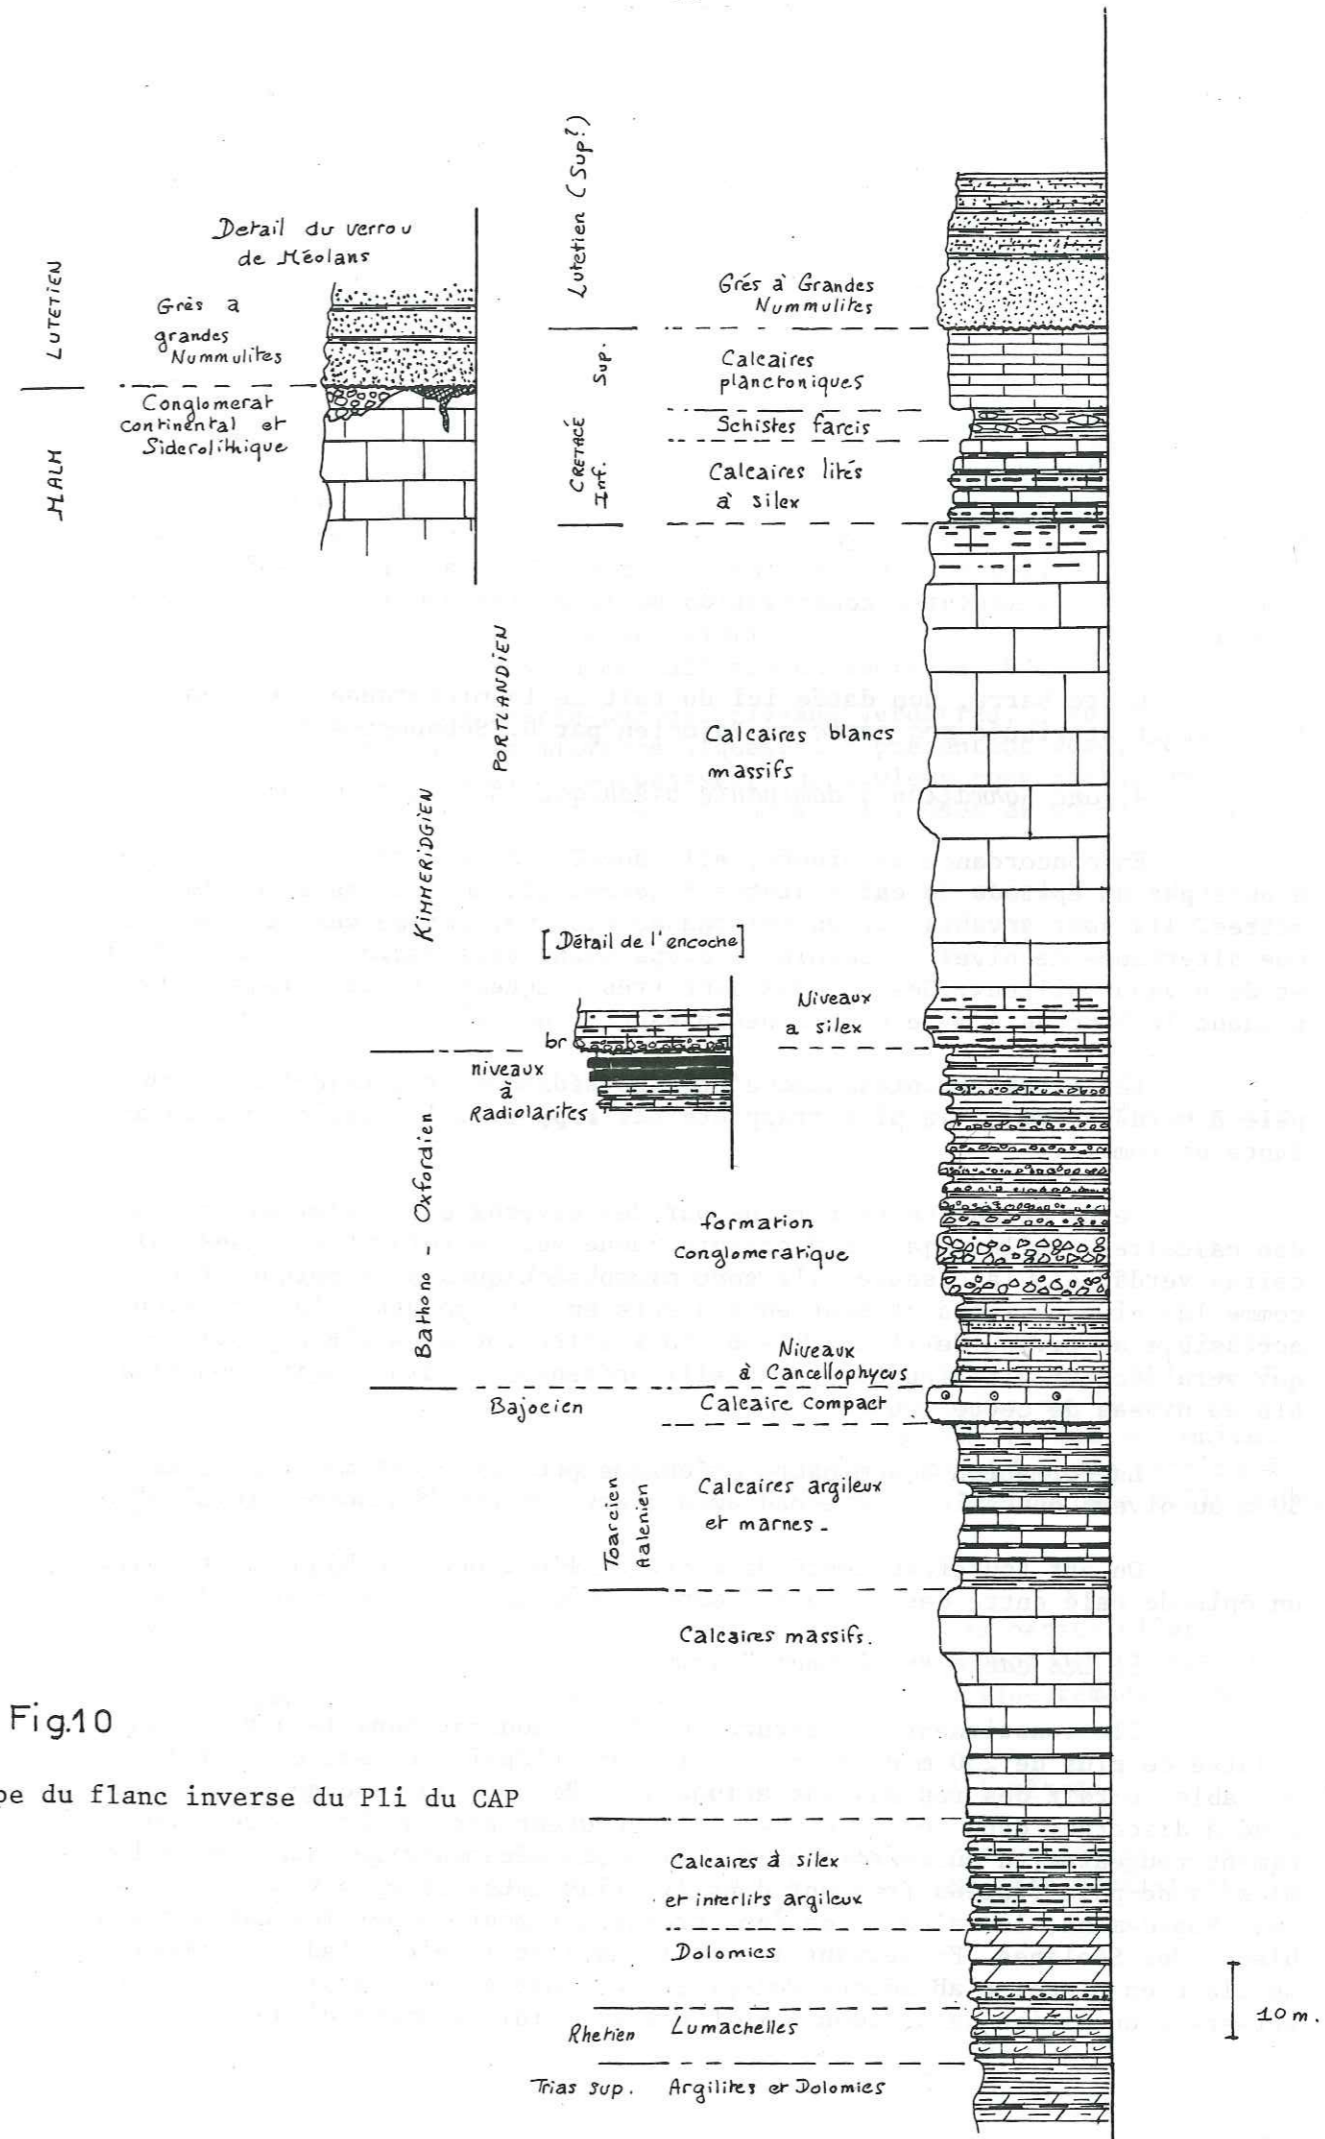 Lutetien (Sup?)
Detail du verrou
de Méolans
LUTETIEN
Grès a
grandes
Nummulites
Grés à Grandes
Nummulites
MALM
Conglomerat
continental et
Siderolithique
CRETACÉ
Inf. Sup.
Calcaires
planctoniques
Schistes farcis
Calcaires lités
à silex
KIMMERIDGIEN PORTLANDIEN
Calcaires blancs
massifs
[Détail de l'encoche]
Niveaux
a silex
br
niveaux
à
Radiolarites
Bathono - Oxfordien
formation
Conglomeratique
Niveaux
à Cancellophycus
Bajocien
Calcaire compact
Toarcien
Aalenien
Calcaires argileux
et marnes -
Calcaires massifs.
Fig.10
pe du flanc inverse du Pli du CAP
Calcaires à silex
et interlits argileux
Dolomies
Rhetien Lumachelles
10 m.
Trias sup. Argilites et Dolomies